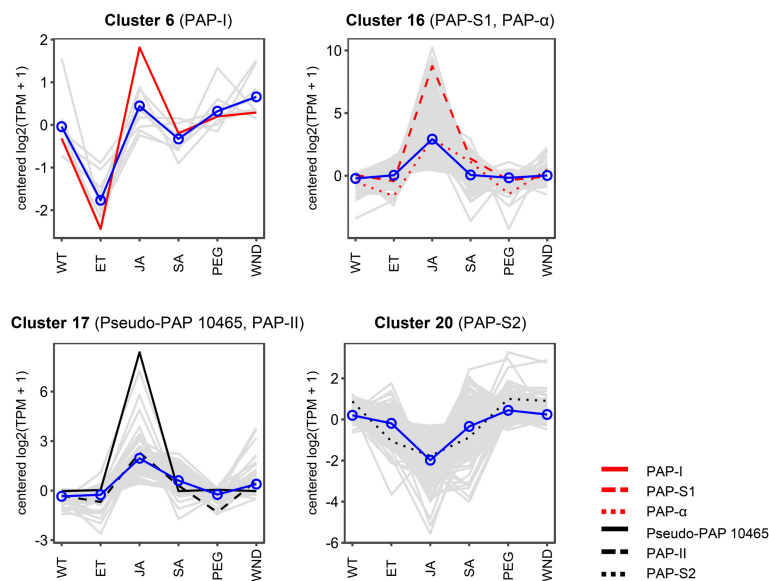 Cluster 6 (PAP-I)
centered log2(TPM + 1)
2
1
0
-1
-2
WT
ET
JA
SA
PEG
WND
Cluster 16 (PAP-S1, PAP-α)
centered log2(TPM + 1)
10
5
0
WT
ET
JA
SA
PEG
WND
Cluster 17 (Pseudo-PAP 10465, PAP-II)
centered log2(TPM + 1)
6
3
0
-3
WT
ET
JA
SA
PEG
WND
Cluster 20 (PAP-S2)
centered log2(TPM + 1)
2
0
-2
-4
-6
WT
ET
JA
SA
PEG
WND
PAP-I
PAP-S1
PAP-α
Pseudo-PAP 10465
PAP-II
PAP-S2